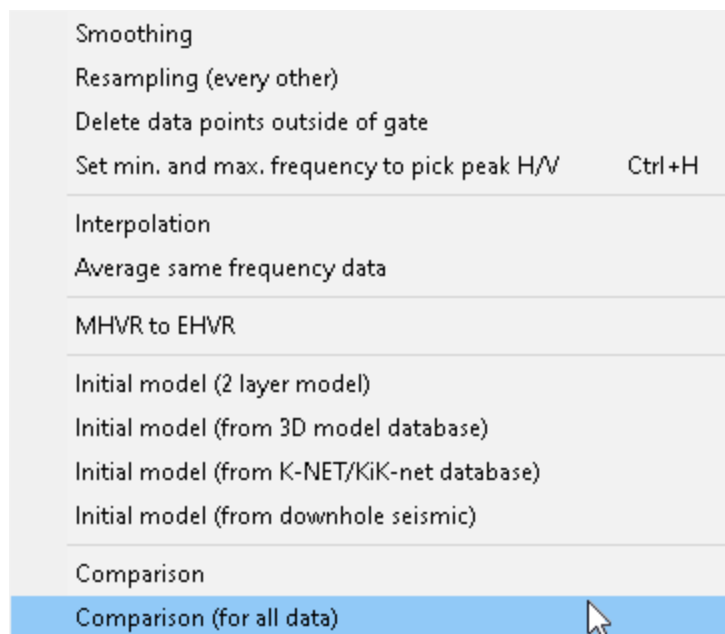 Smoothing
Resampling (every other)
Delete data points outside of gate
Set min. and max. frequency to pick peak H/V Ctrl+H
Interpolation
Average same frequency data
MHVR to EHVR
Initial model (2 layer model)
Initial model (from 3D model database)
Initial model (from K-NET/KiK-net database)
Initial model (from downhole seismic)
Comparison
Comparison (for all data)